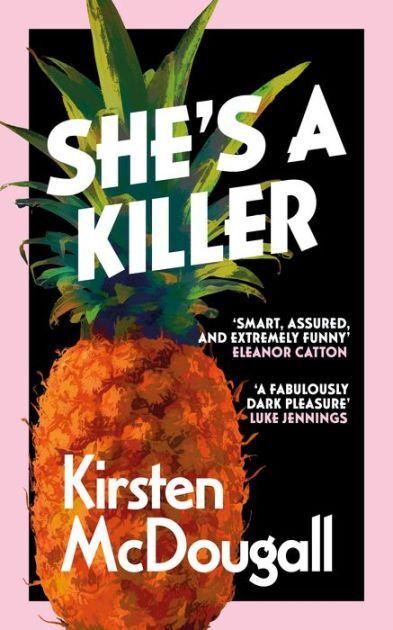 SHE'S A
KILLER
‘SMART, ASSURED,
AND EXTREMELY FUNNY’
ELEANOR CATTON
‘A FABULOUSLY
DARK PLEASURE’
LUKE JENNINGS
Kirsten
McDougall